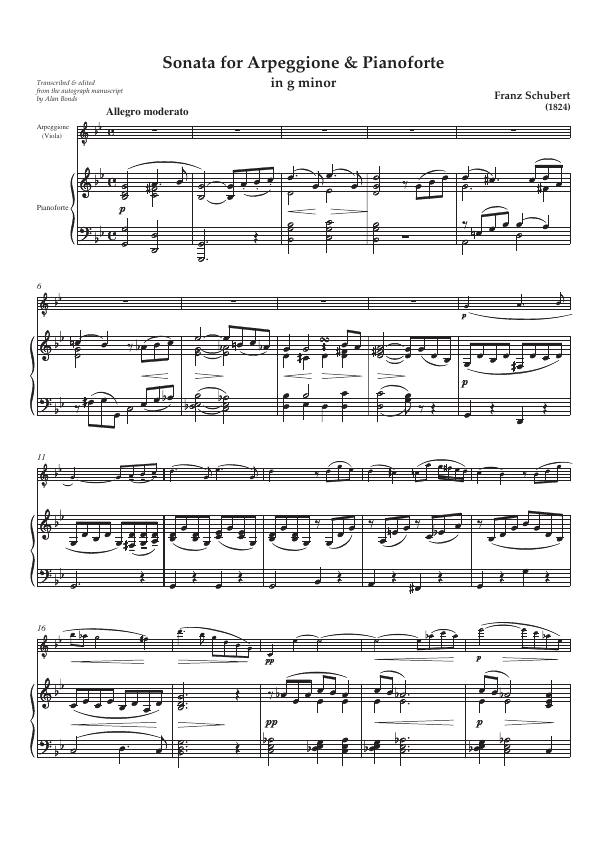 Sonata for Arpeggione & Pianoforte
in g minor
Transcribed & edited
from the autograph manuscript
by Alan Bonds
Franz Schubert
(1824)
Allegro moderato
Arpeggione
(Viola)
Pianoforte
p
6
p
p
11
16
pp
p
pp
p